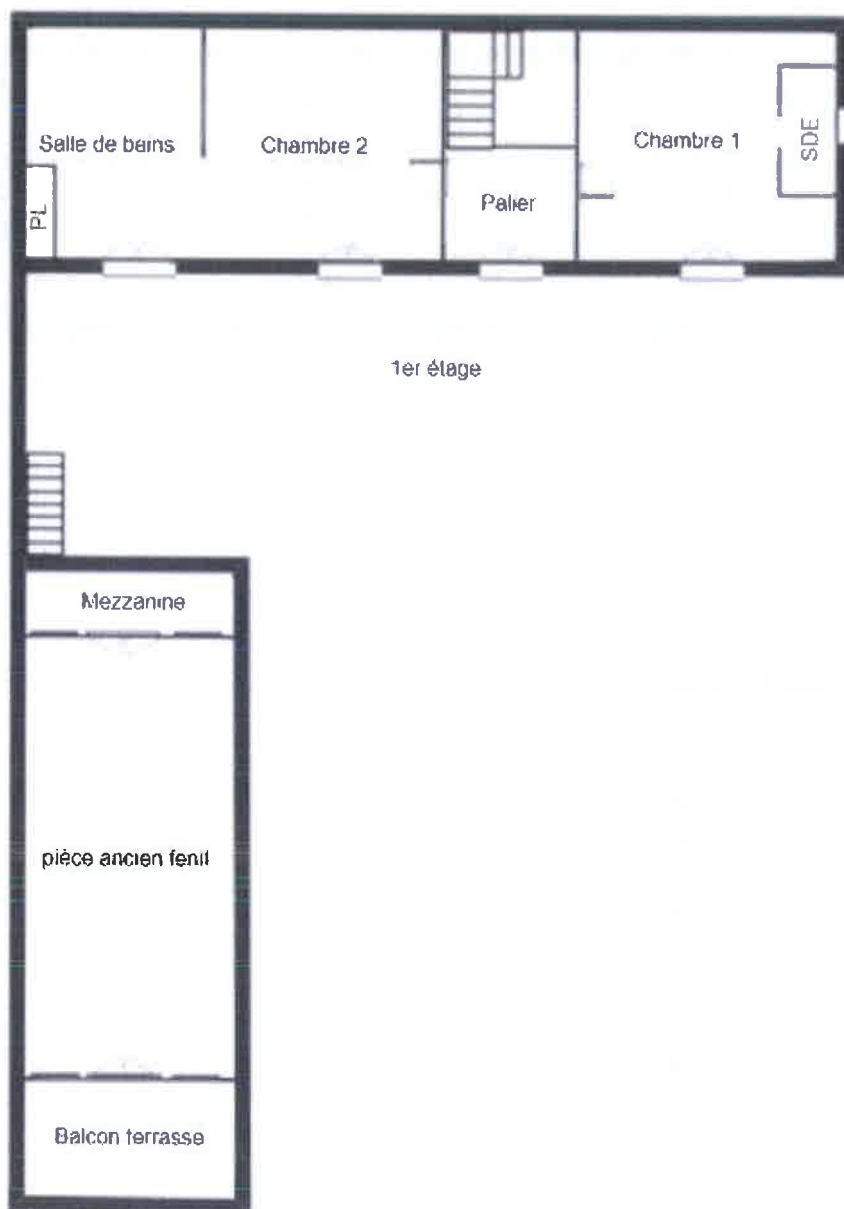 Salle de bains
Chambre 2
Chambre 1
SDE
PL
Palier
1er étage
Mezzanine
pièce ancien fenil
Balcon terrasse